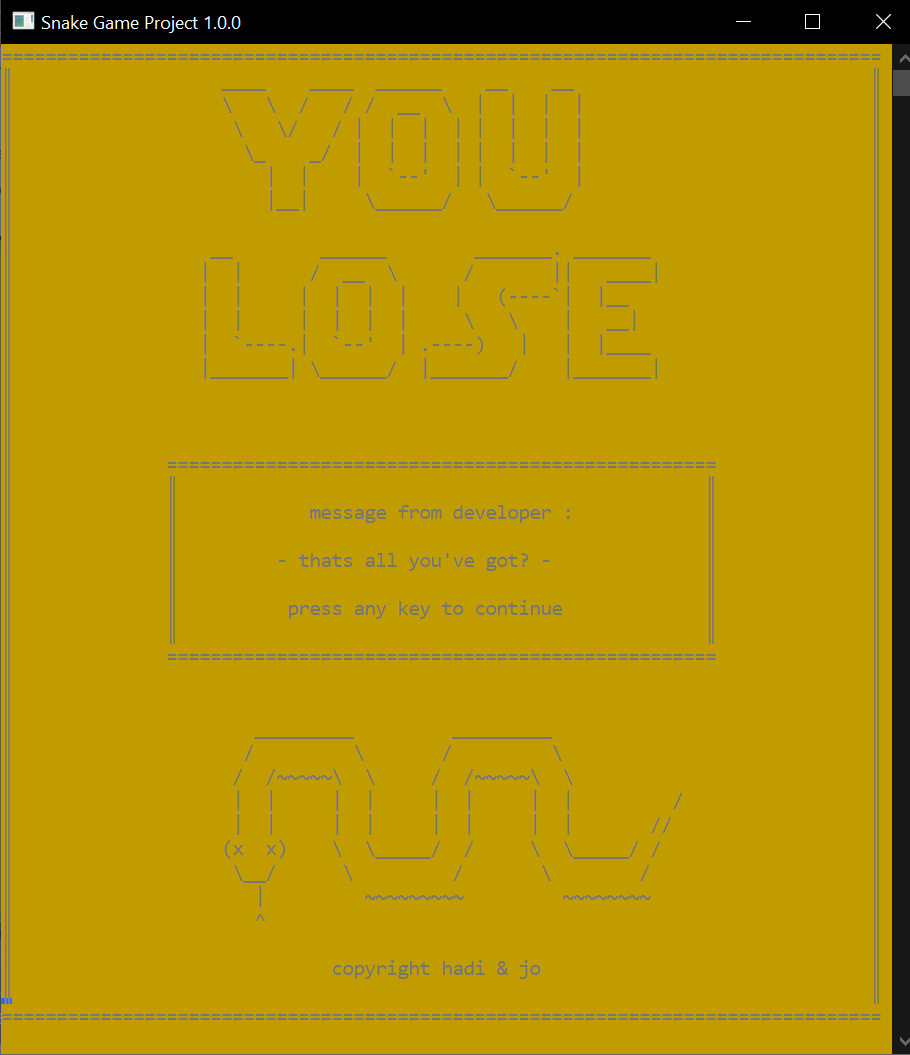 Snake Game Project 1.0.0
YOU
LOSE
message from developer :
- thats all you've got? -
press any key to continue
copyright hadi & jo